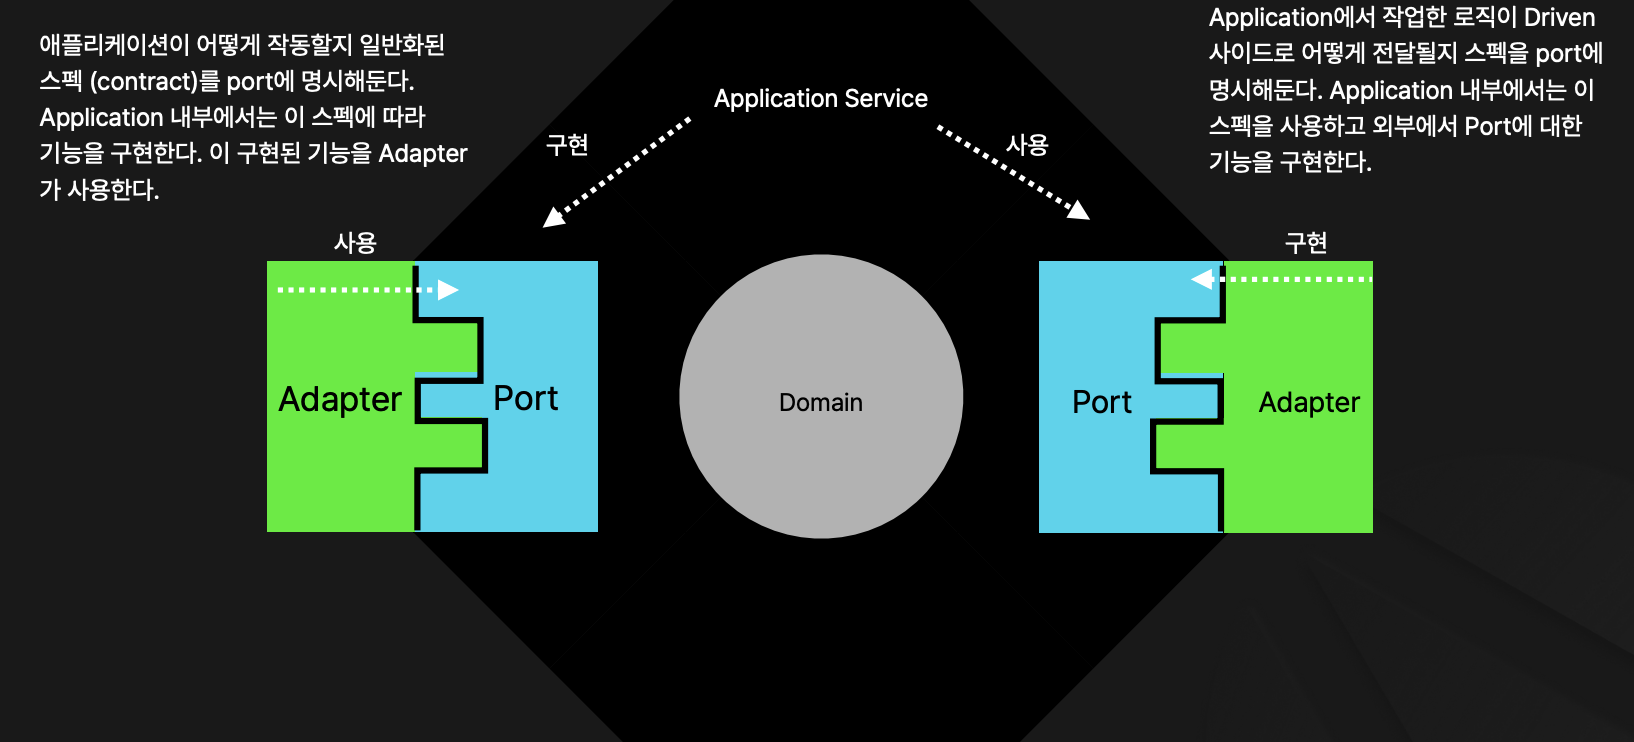 애플리케이션이 어떻게 작동할지 일반화된
스펙 (contract)를 port에 명시해둔다.
Application 내부에서는 이 스펙에 따라
기능을 구현한다. 이 구현된 기능을 Adapter
가 사용한다.
Application에서 작업한 로직이 Driven
사이드로 어떻게 전달될지 스펙을 port에
명시해둔다. Application 내부에서는 이
스펙을 사용하고 외부에서 Port에 대한
기능을 구현한다.
Application Service
구현
사용
사용
구현
Adapter
Port
Domain
Port
Adapter